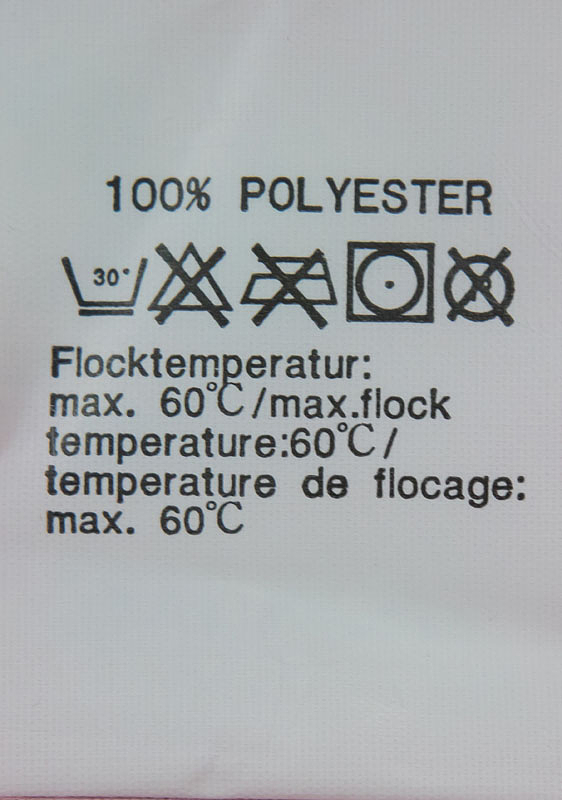 100% POLYESTER
30°
P
Flocktemperatur:
max. 60℃/max.flock
temperature:60℃/
temperature de flocage:
max. 60℃